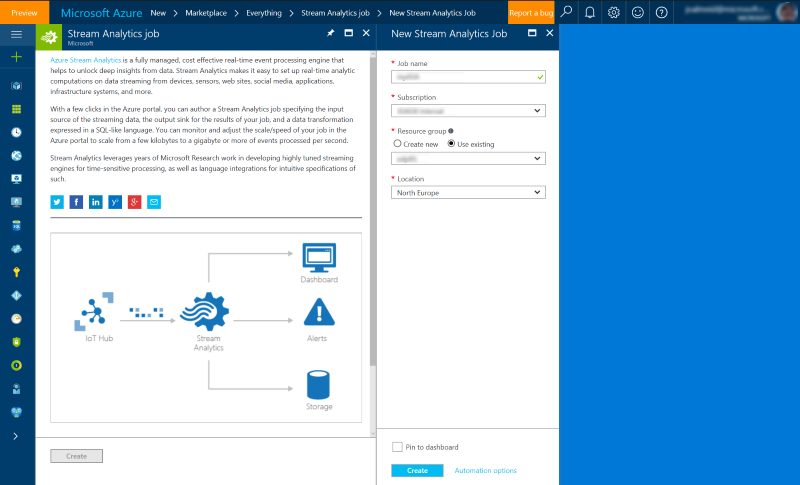 Preview
Microsoft Azure New > Marketplace > Everything > Stream Analytics job > New Stream Analytics Job
Report a bug
MICROSOFT
Stream Analytics job
Microsoft
Azure Stream Analytics is a fully managed, cost effective real-time event processing engine that
helps to unlock deep insights from data. Stream Analytics makes it easy to set up real-time analytic
computations on data streaming from devices, sensors, web sites, social media, applications,
infrastructure systems, and more.
With a few clicks in the Azure portal, you can author a Stream Analytics job specifying the input
source of the streaming data, the output sink for the results of your job, and a data transformation
expressed in a SQL-like language. You can monitor and adjust the scale/speed of your job in the
Azure portal to scale from a few kilobytes to a gigabyte or more of events processed per second.
Stream Analytics leverages years of Microsoft Research work in developing highly tuned streaming
engines for time-sensitive processing, as well as language integrations for intuitive specifications of
such.
Dashboard
IoT Hub
Stream
Analytics
Alerts
Storage
Create
New Stream Analytics Job
* Job name
* Subscription
* Resource group
Create new Use existing
* Location
North Europe
Pin to dashboard
Create Automation options